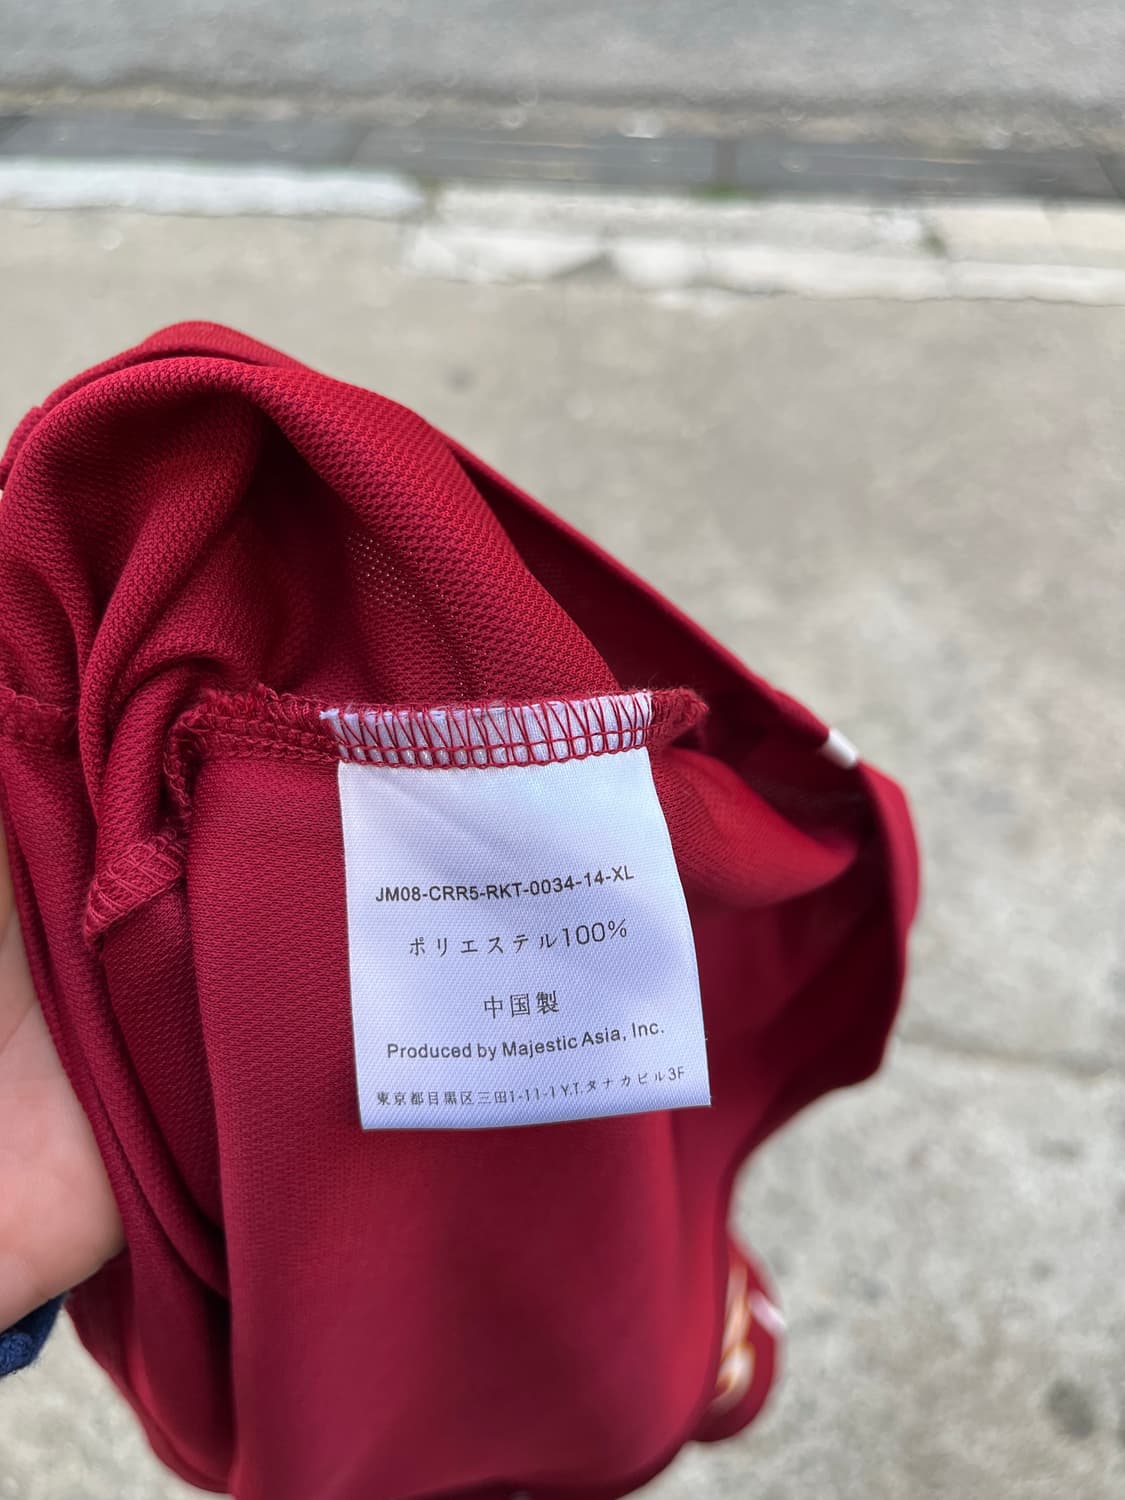 JM08-CRR5-RKT-0034-14-XL
ポリエステル100%
中国製
Produced by Majestic Asia, Inc.
東京都目黒区三田1-11-1 Y.T.タナカビル3F